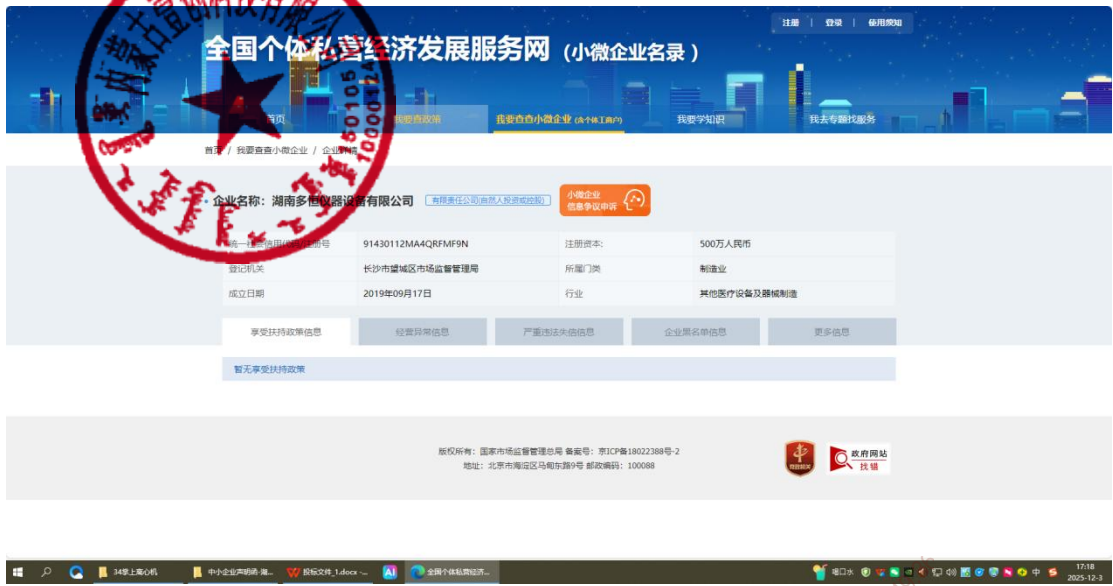 注册 | 登录 | 使用须知
全国个体私营经济发展服务网 (小微企业名录)
首页 我要查政策 我要查查小微企业 (含个体工商户) 我要学知识 我去专题找服务
首页 / 我要查查小微企业 / 企业详情
企业名称: 湖南多恒仪器设备有限公司 有限责任公司(自然人投资或控股) 小微企业
信息争议申诉
统一社会信用代码/注册号 91430112MA4QRFMF9N 注册资本: 500万人民币
登记机关 长沙市望城区市场监督管理局 所属门类 制造业
成立日期 2019年09月17日 行业 其他医疗设备及器械制造
享受扶持政策信息 经营异常信息 严重违法失信信息 企业黑名单信息 更多信息
暂无享受扶持政策
版权所有: 国家市场监督管理总局 备案号: 京ICP备18022388号-2
地址: 北京市海淀区马甸东路9号 邮政编码: 100088
党政机关
政府网站
找错
34掌上离心机 中小企业声明函-湖... 投标文件_1.docx -... 全国个体私营经济...
中 17:18
2025-12-3